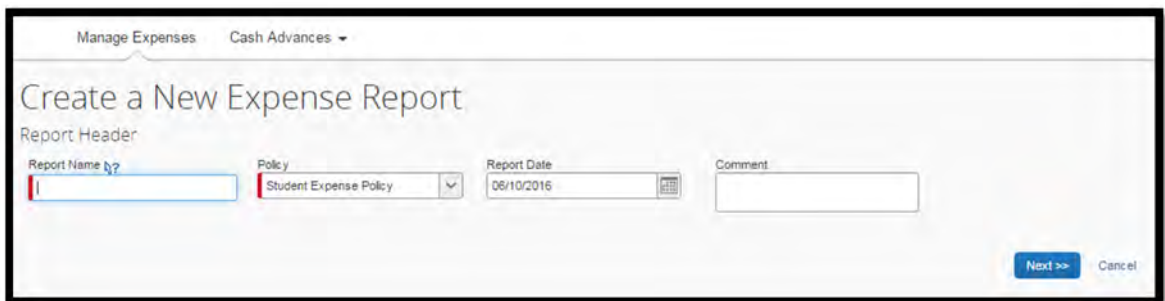 Manage Expenses Cash Advances
Create a New Expense Report
Report Header
Report Name ? Policy Report Date Comment
Student Expense Policy 06/10/2016
Next >> Cancel